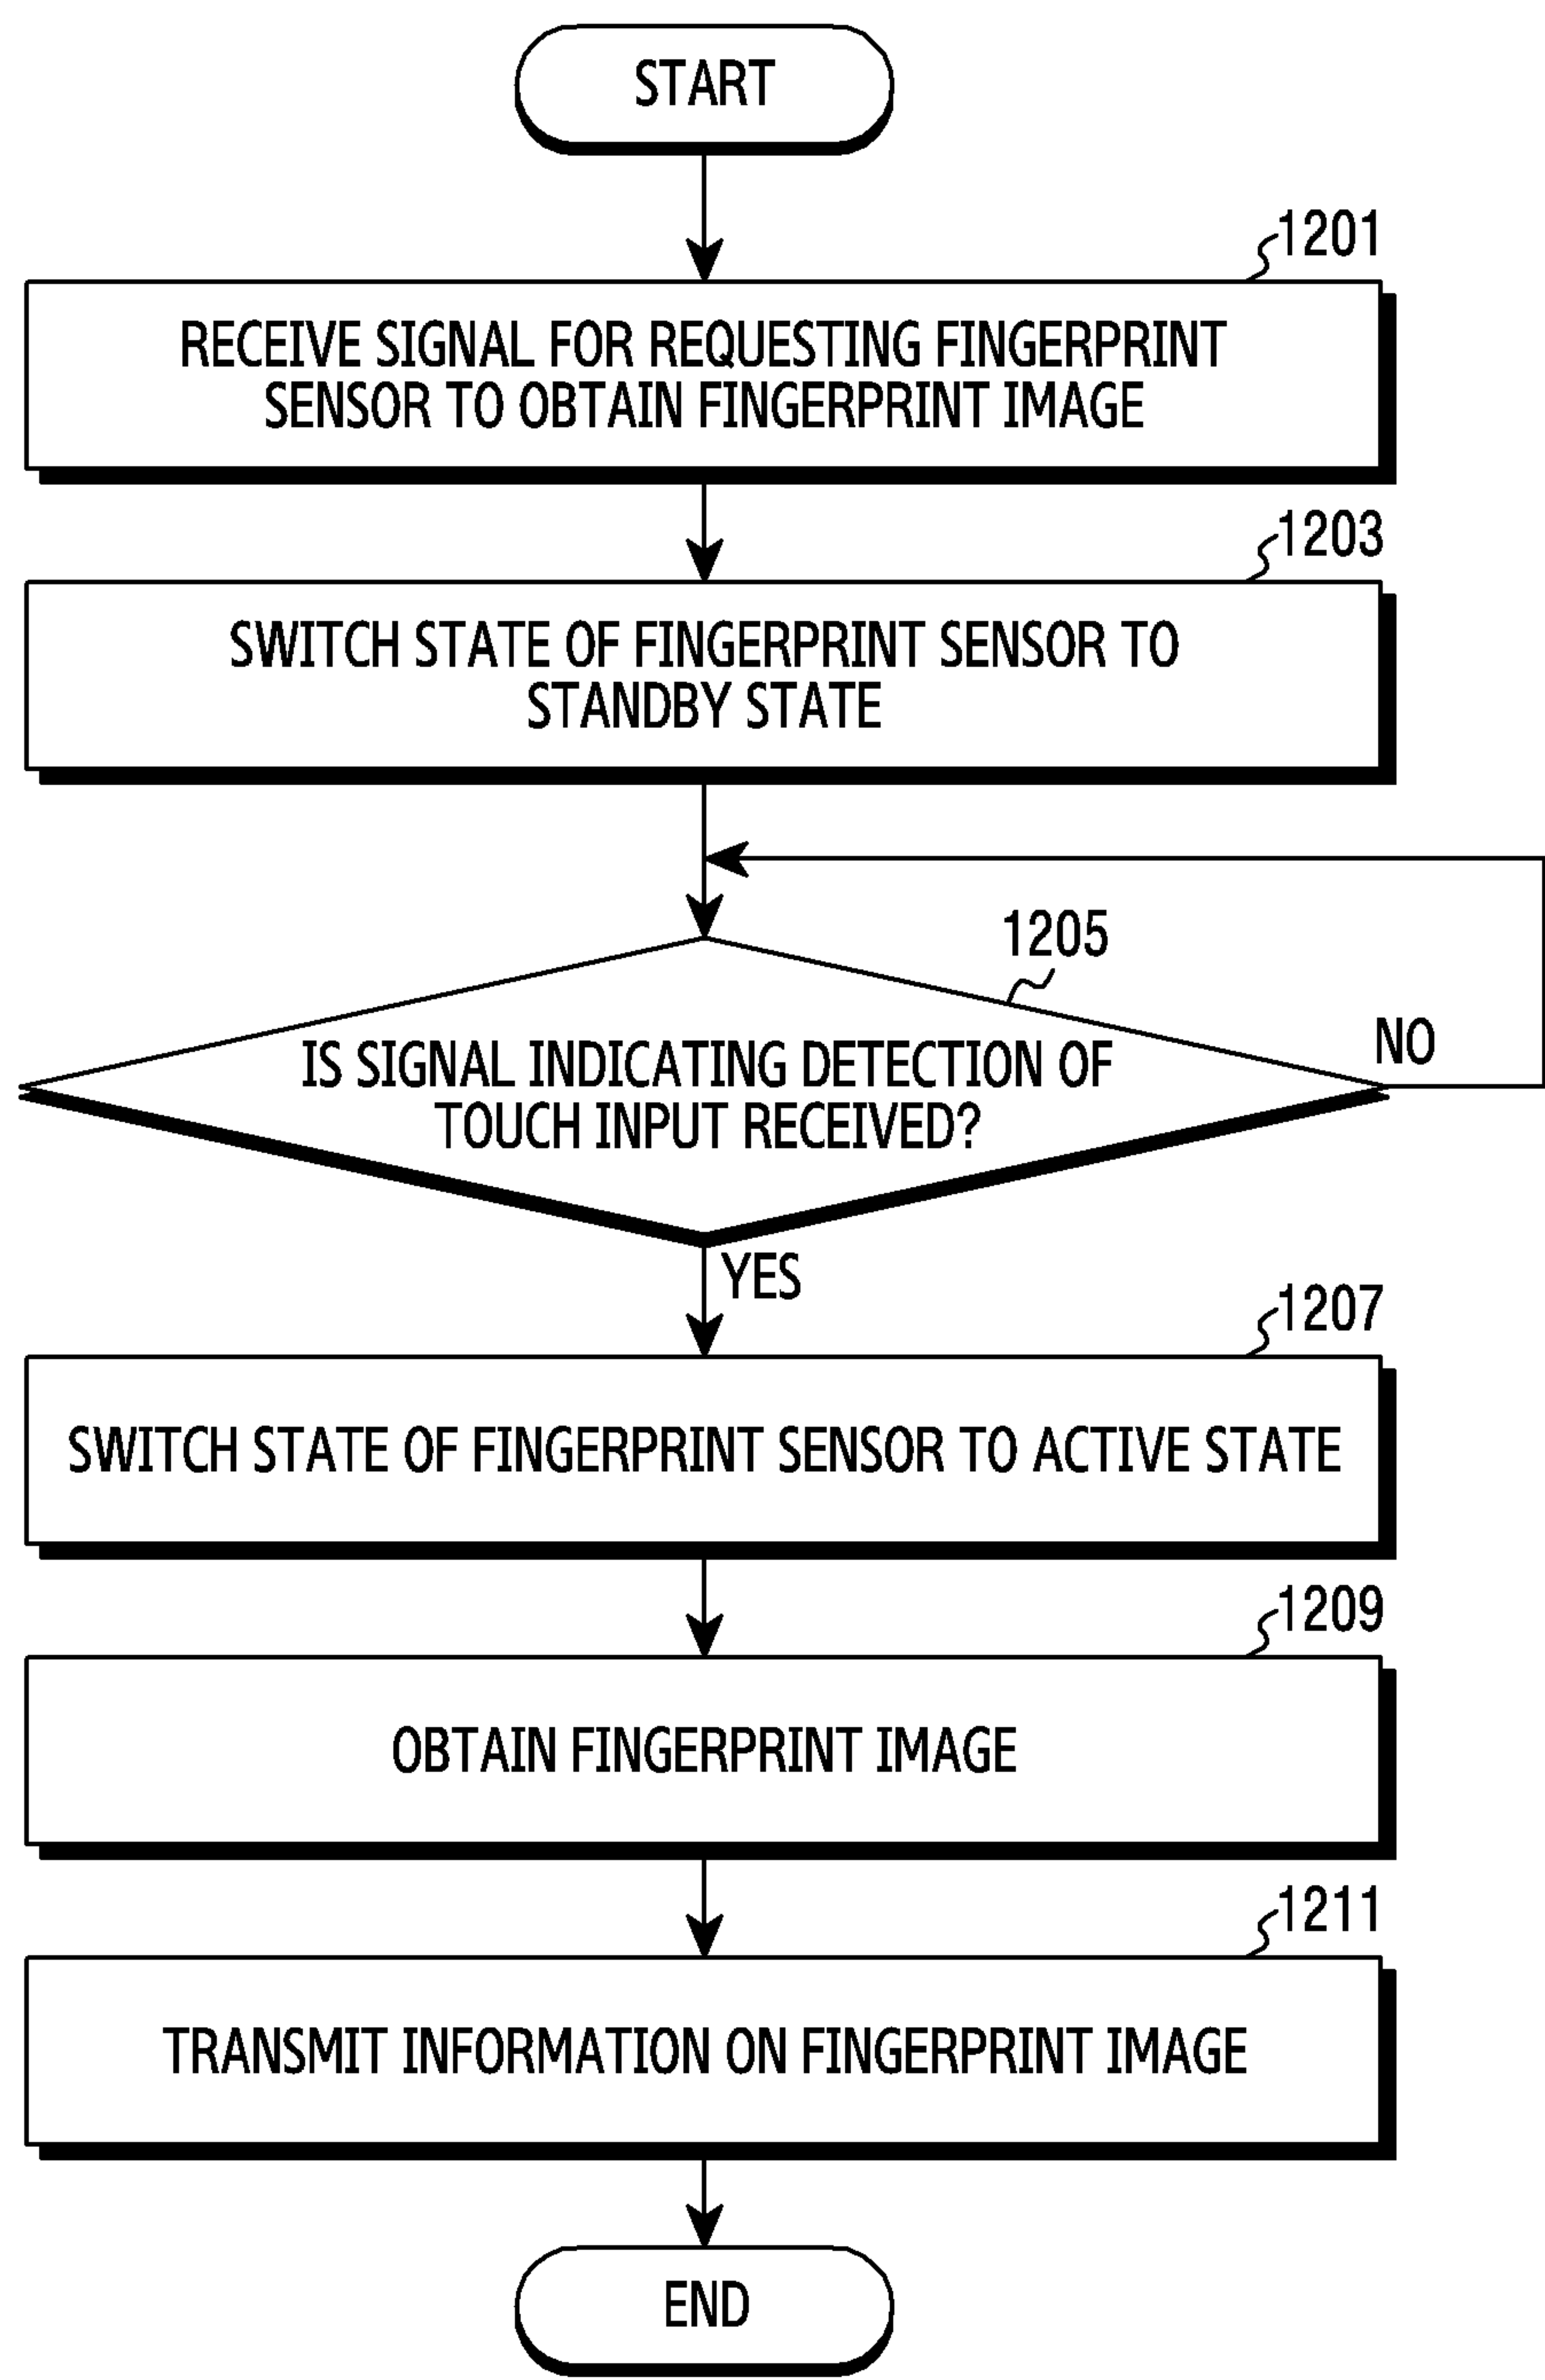 START
1201
RECEIVE SIGNAL FOR REQUESTING FINGERPRINT
SENSOR TO OBTAIN FINGERPRINT IMAGE
1203
SWITCH STATE OF FINGERPRINT SENSOR TO
STANDBY STATE
1205
IS SIGNAL INDICATING DETECTION OF
TOUCH INPUT RECEIVED?
NO
YES
1207
SWITCH STATE OF FINGERPRINT SENSOR TO ACTIVE STATE
1209
OBTAIN FINGERPRINT IMAGE
1211
TRANSMIT INFORMATION ON FINGERPRINT IMAGE
END